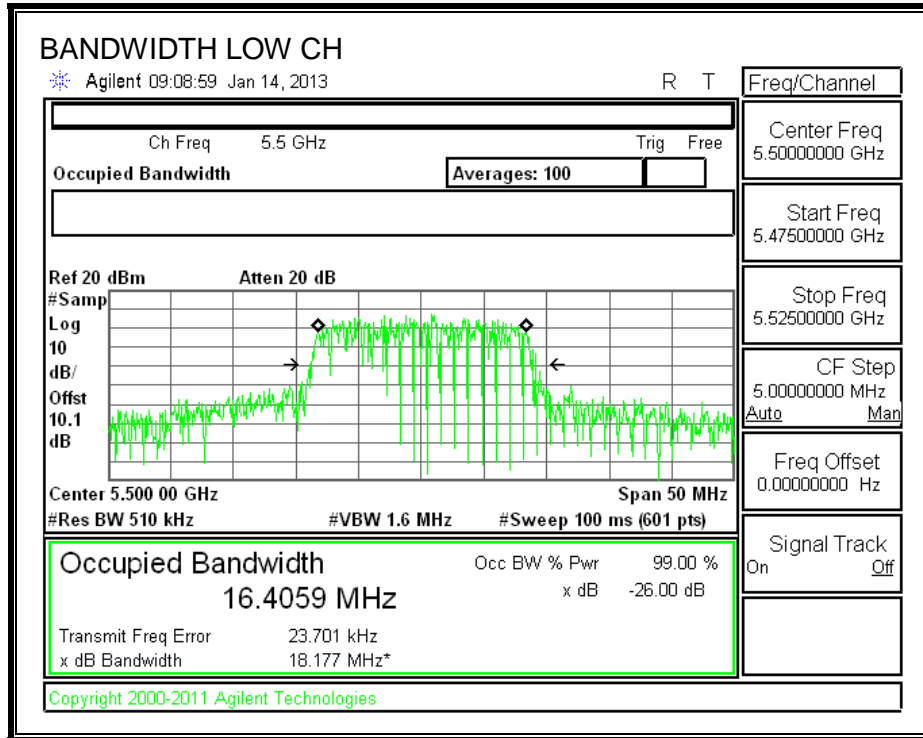 BANDWIDTH LOW CH
Agilent 09:08:59 Jan 14, 2013 R T
Ch Freq 5.5 GHz Trig Free
Occupied Bandwidth Averages: 100
Ref 20 dBm Atten 20 dB
#Samp
Log
10
dB/
Offst
10.1
dB
Center 5.500 00 GHz Span 50 MHz
#Res BW 510 kHz #VBW 1.6 MHz #Sweep 100 ms (601 pts)
Occupied Bandwidth Occ BW % Pwr 99.00 %
16.4059 MHz x dB -26.00 dB
Transmit Freq Error 23.701 kHz
x dB Bandwidth 18.177 MHz*
Copyright 2000-2011 Agilent Technologies
Freq/Channel
Center Freq
5.50000000 GHz
Start Freq
5.47500000 GHz
Stop Freq
5.52500000 GHz
CF Step
5.00000000 MHz
Auto Man
Freq Offset
0.00000000 Hz
Signal Track
On Off